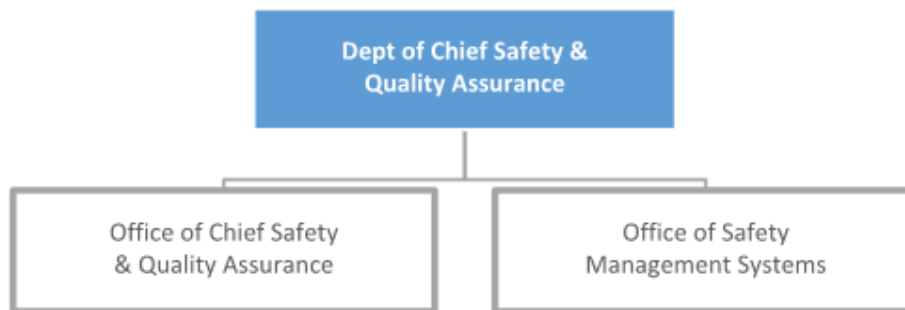 Dept of Chief Safety &
Quality Assurance
Office of Chief Safety
& Quality Assurance
Office of Safety
Management Systems